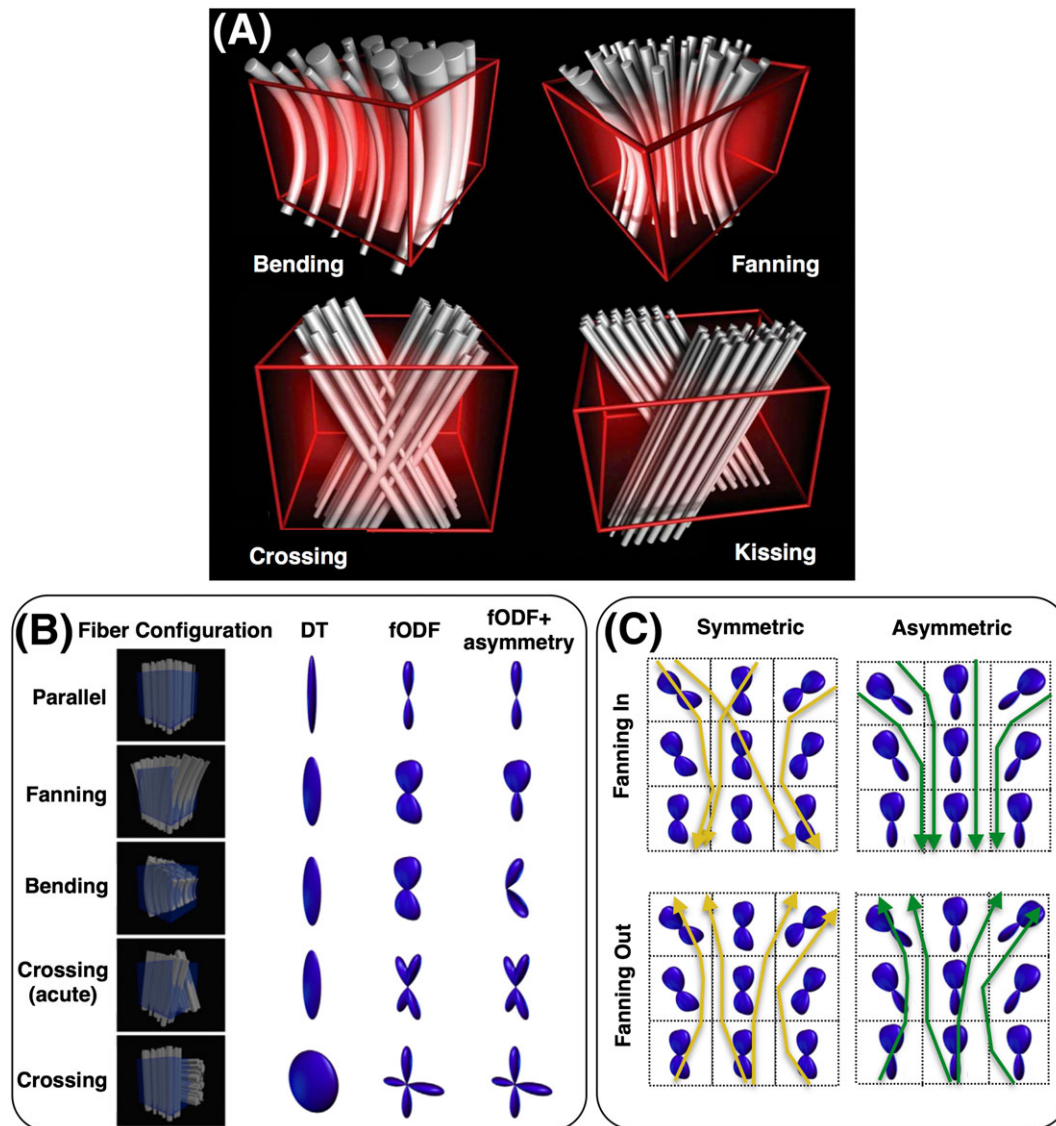 (A)
Bending
Fanning
Crossing
Kissing
(B)
Fiber Configuration
DT
fODF
fODF+
asymmetry
Parallel
Fanning
Bending
Crossing
(acute)
Crossing
(C)
Symmetric
Asymmetric
Fanning In
Fanning Out